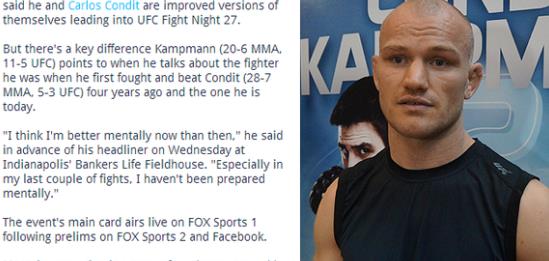 said he and Carlos Condit are improved versions of
themselves leading into UFC Fight Night 27.
But there's a key difference Kampmann (20-6 MMA,
11-5 UFC) points to when he talks about the fighter
he was when he first fought and beat Condit (28-7
MMA, 5-3 UFC) four years ago and the one he is
today.
"I think I'm better mentally now than then," he said
in advance of his headliner on Wednesday at
Indianapolis' Bankers Life Fieldhouse. "Especially in
my last couple of fights, I haven't been prepared
mentally."
The event's main card airs live on FOX Sports 1
following prelims on FOX Sports 2 and Facebook.